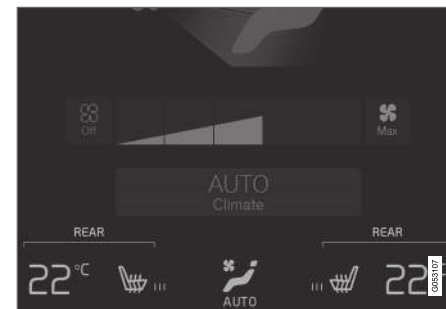 Off
Max
AUTO
Climate
REAR
REAR
22°C
AUTO
22
G053107